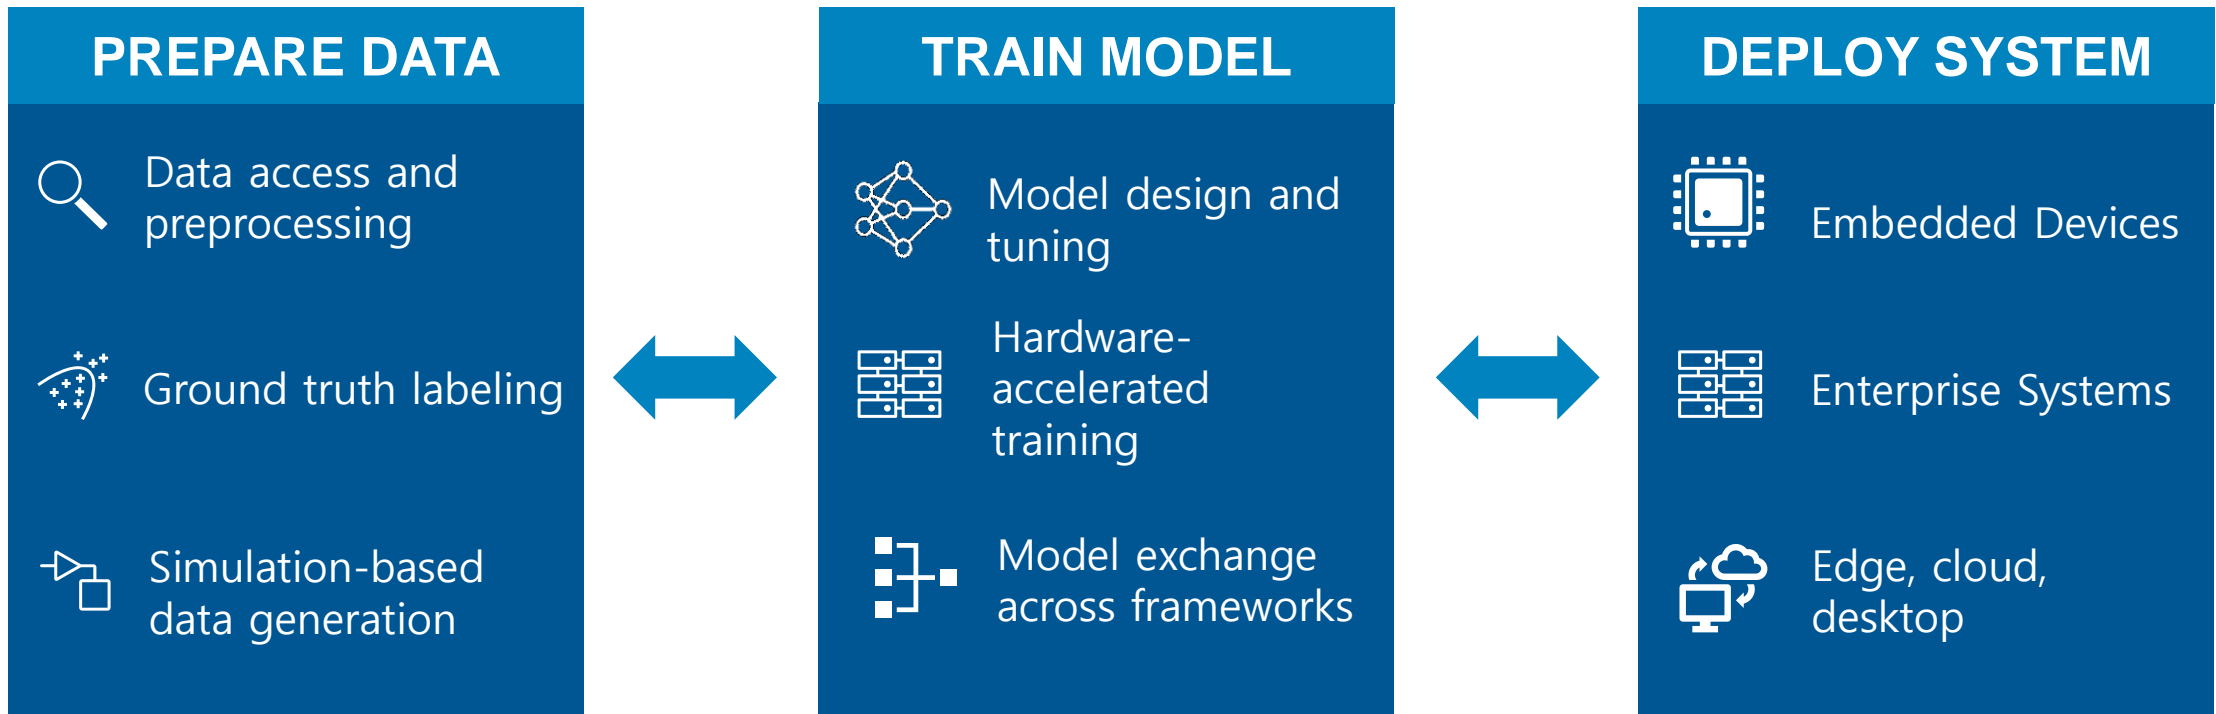 PREPARE DATA
Data access and
preprocessing
Ground truth labeling
Simulation-based
data generation
TRAIN MODEL
Model design and
tuning
Hardware-
accelerated
training
Model exchange
across frameworks
DEPLOY SYSTEM
Embedded Devices
Enterprise Systems
Edge, cloud,
desktop